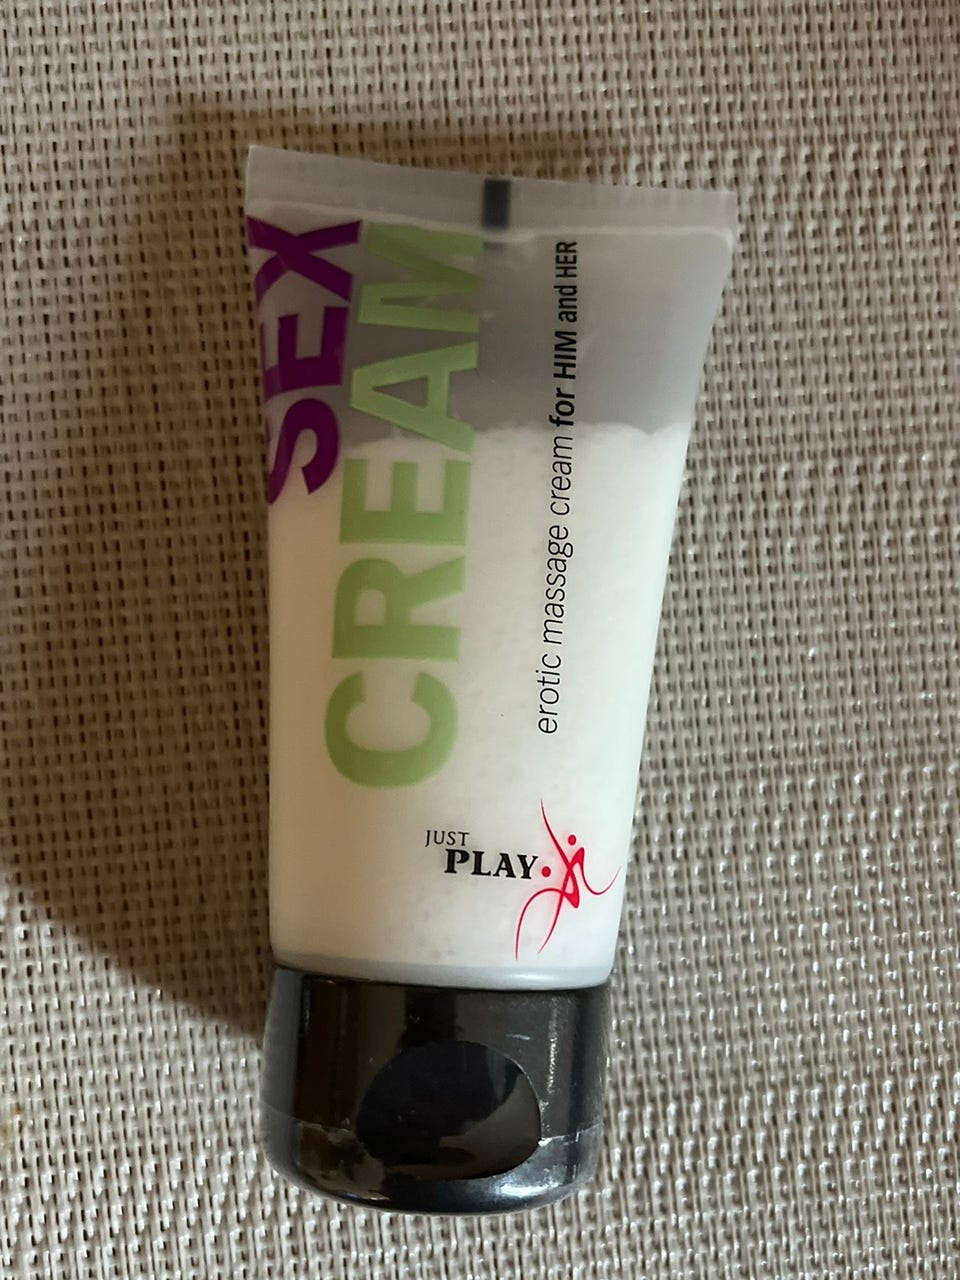 SEX
CREAM
erotic massage cream for HIM and HER
JUST
PLAY